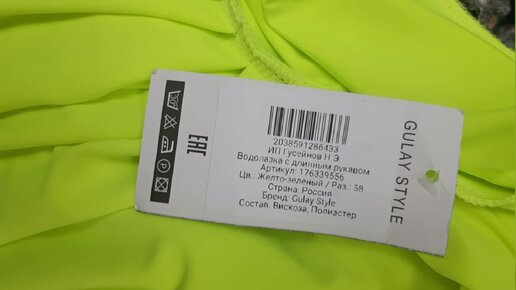 2038591286433
ИП Гусейнов Н.Э.
Водолазка с длинным рукавом
Артикул: 176339556
Цв.: Желто-зеленый / Раз.: 58
Страна: Россия
Бренд: Gulay Style
Состав: Вискоза, Полиэстер
GULAY STYLE
30°
EAC